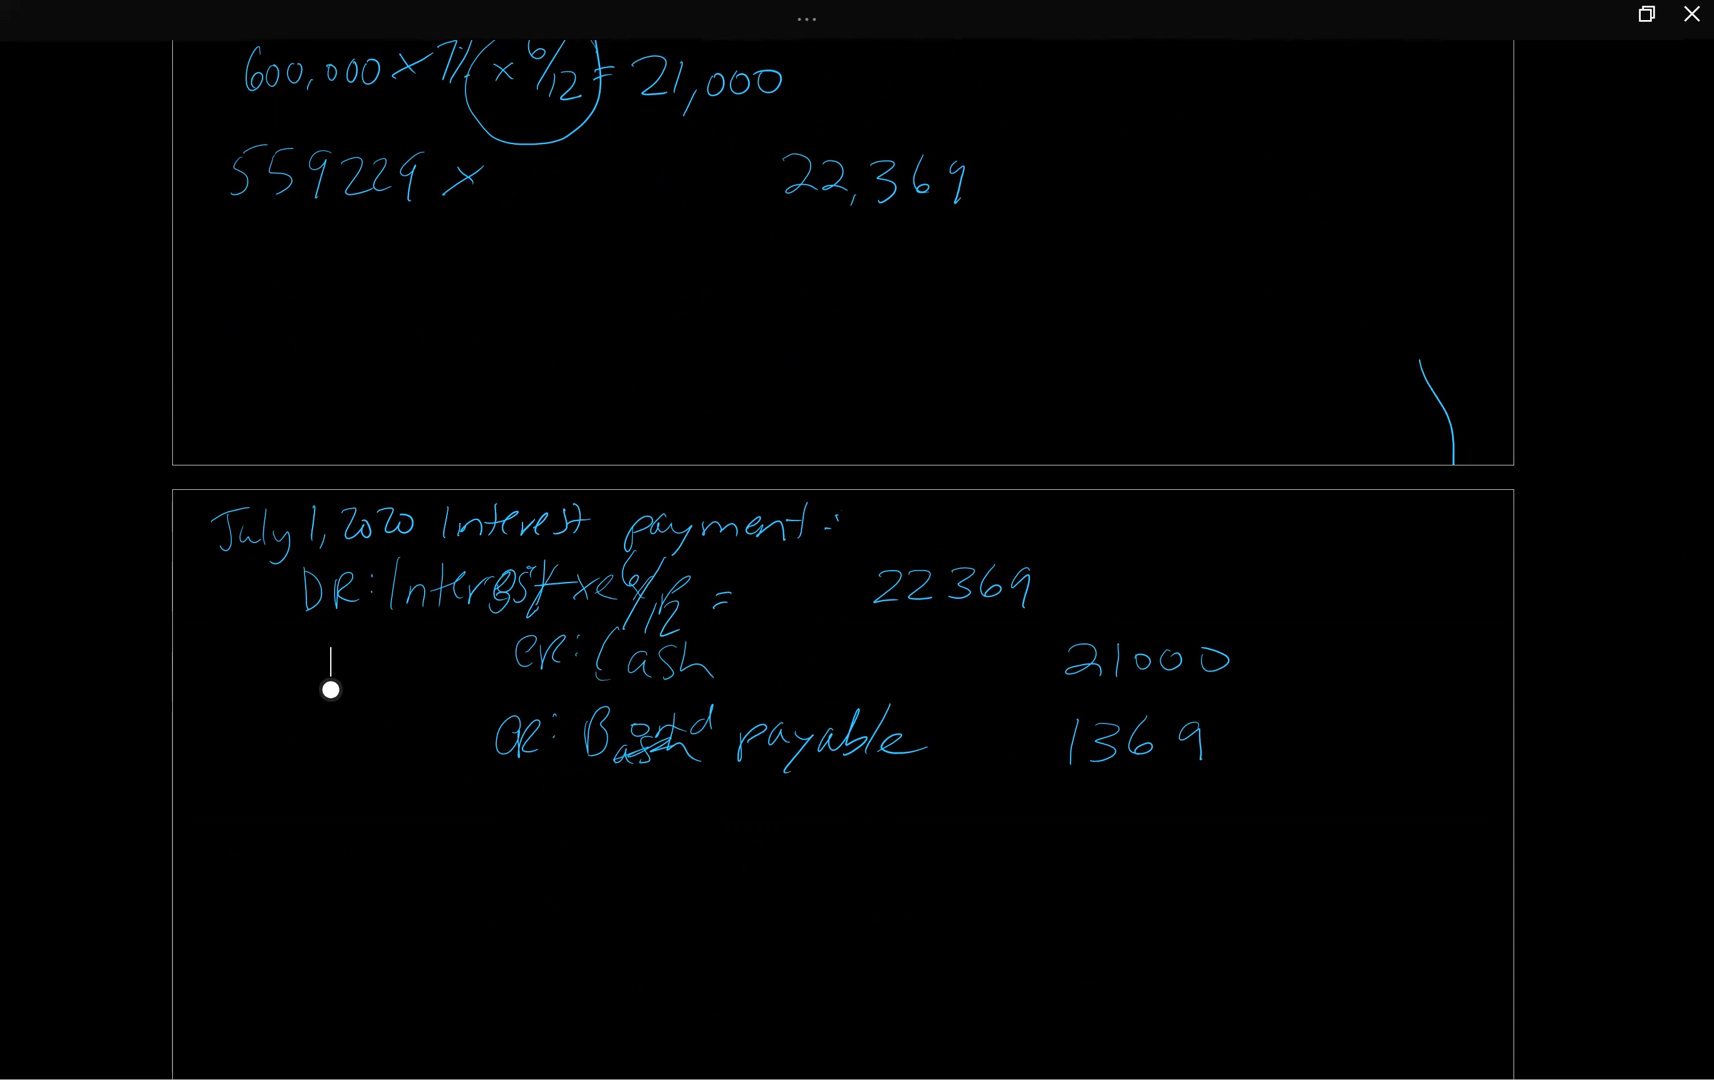 600,000 × 7% (× 6/12) = 21,000
559229 × 22,369
July 1, 2020 Interest payment:
DR: Interest 6/12 = 22369
CR: Cash 21000
CR: Bond payable 1369